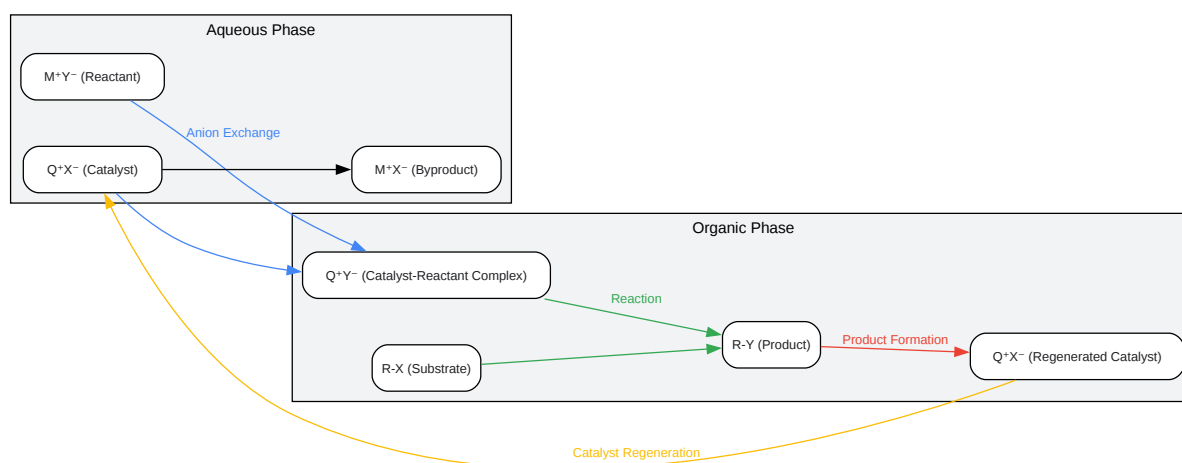 Aqueous Phase
M⁺Y⁻ (Reactant)
Anion Exchange
Q⁺X⁻ (Catalyst)
M⁺X⁻ (Byproduct)
Organic Phase
Q⁺Y⁻ (Catalyst-Reactant Complex)
Reaction
R-Y (Product)
Product Formation
Q⁺X⁻ (Regenerated Catalyst)
R-X (Substrate)
Catalyst Regeneration